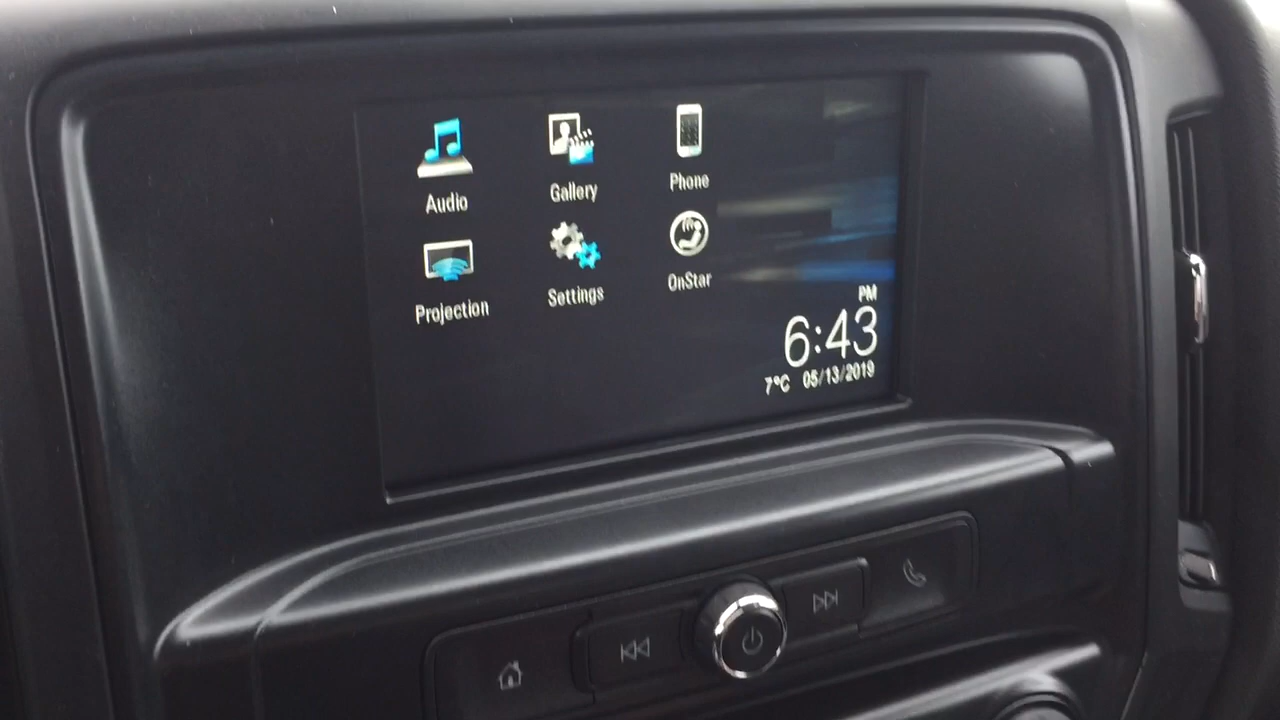 Audio
Gallery
Phone
Projection
Settings
OnStar
PM
6:43
7°C 05/13/2019